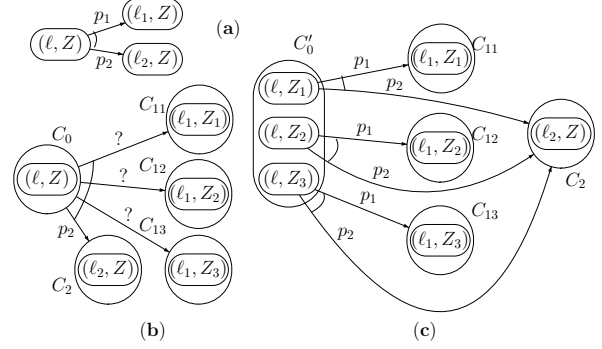 (ℓ, Z)
p₁
(ℓ₁, Z)
p₂
(ℓ₂, Z)
(a)
C₀
(ℓ, Z)
?
C₁₁
(ℓ₁, Z₁)
?
C₁₂
(ℓ₁, Z₂)
?
C₁₃
(ℓ₁, Z₃)
p₂
C₂
(ℓ₂, Z)
(b)
C₀′
(ℓ, Z₁)
p₁
C₁₁
(ℓ₁, Z₁)
p₂
(ℓ, Z₂)
p₁
C₁₂
(ℓ₁, Z₂)
p₂
(ℓ, Z₃)
p₁
C₁₃
(ℓ₁, Z₃)
p₂
(ℓ₂, Z)
C₂
(c)